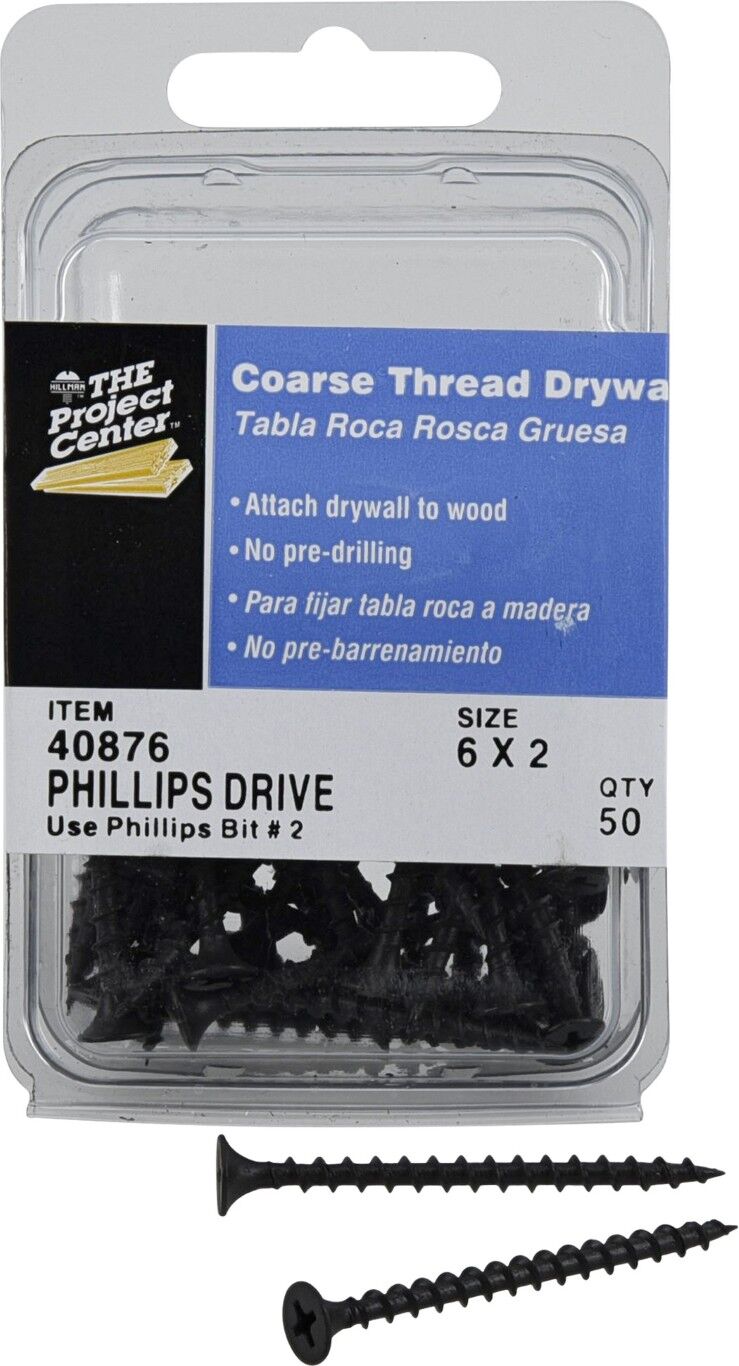 HILLMAN
THE
Project
Center™
Coarse Thread Drywa
Tabla Roca Rosca Gruesa
• Attach drywall to wood
• No pre-drilling
• Para fijar tabla roca a madera
• No pre-barrenamiento
ITEM
40876
PHILLIPS DRIVE
Use Phillips Bit # 2
SIZE
6 X 2
QTY
50